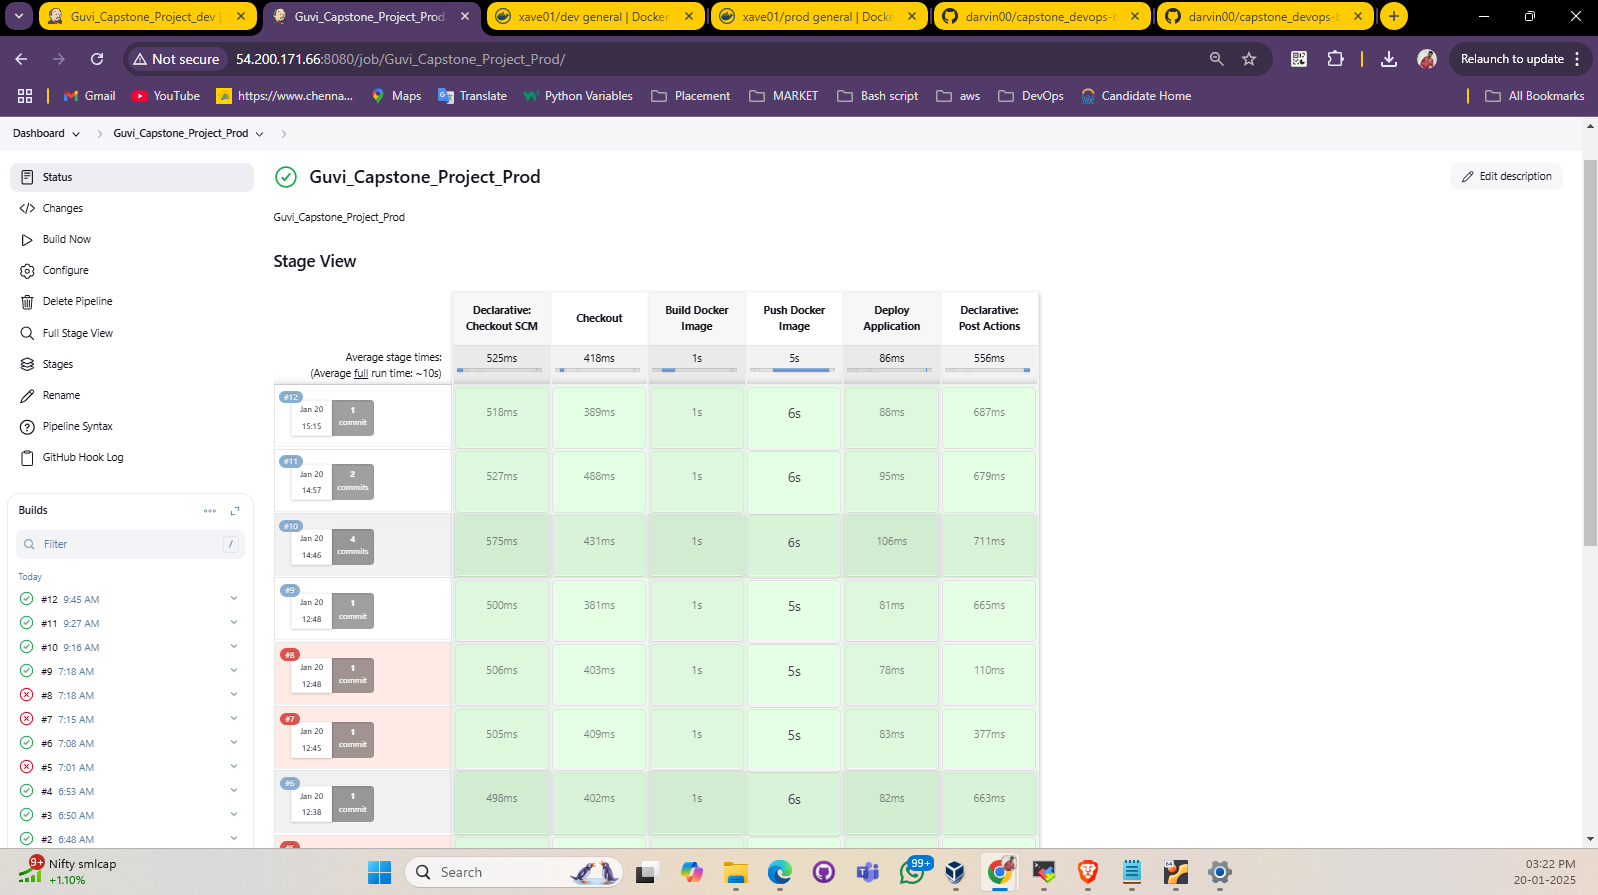 Guvi_Capstone_Project_dev [
Guvi_Capstone_Project_Prod
xave01/dev general | Docker
xave01/prod general | Docke
darvin00/capstone_devops-b
darvin00/capstone_devops-b
Not secure
54.200.171.66:8080/job/Guvi_Capstone_Project_Prod/
Relaunch to update
Gmail
YouTube
https://www.chenna...
Maps
Translate
Python Variables
Placement
MARKET
Bash script
aws
DevOps
Candidate Home
All Bookmarks
Dashboard
Guvi_Capstone_Project_Prod
Status
Changes
Build Now
Configure
Delete Pipeline
Full Stage View
Stages
Rename
Pipeline Syntax
GitHub Hook Log
Builds
Filter
/
Today
#12 9:45 AM
#11 9:27 AM
#10 9:16 AM
#9 7:18 AM
#8 7:18 AM
#7 7:15 AM
#6 7:08 AM
#5 7:01 AM
#4 6:53 AM
#3 6:50 AM
#2 6:48 AM
Guvi_Capstone_Project_Prod
Edit description
Guvi_Capstone_Project_Prod
Stage View
Declarative: Checkout SCM
Checkout
Build Docker Image
Push Docker Image
Deploy Application
Declarative: Post Actions
Average stage times:
(Average full run time: ~10s)
525ms 418ms 1s 5s 86ms 556ms
#12
Jan 20 15:15
1 commit
518ms 389ms 1s 6s 88ms 687ms
#11
Jan 20 14:57
2 commits
527ms 488ms 1s 6s 95ms 679ms
#10
Jan 20 14:46
4 commits
575ms 431ms 1s 6s 106ms 711ms
#9
Jan 20 12:48
1 commit
500ms 381ms 1s 5s 81ms 665ms
#8
Jan 20 12:48
1 commit
506ms 403ms 1s 5s 78ms 110ms
#7
Jan 20 12:45
1 commit
505ms 409ms 1s 5s 83ms 377ms
#6
Jan 20 12:38
1 commit
498ms 402ms 1s 6s 82ms 663ms
9+
Nifty smlcap
+1.10%
Search
99+
64
03:22 PM
20-01-2025